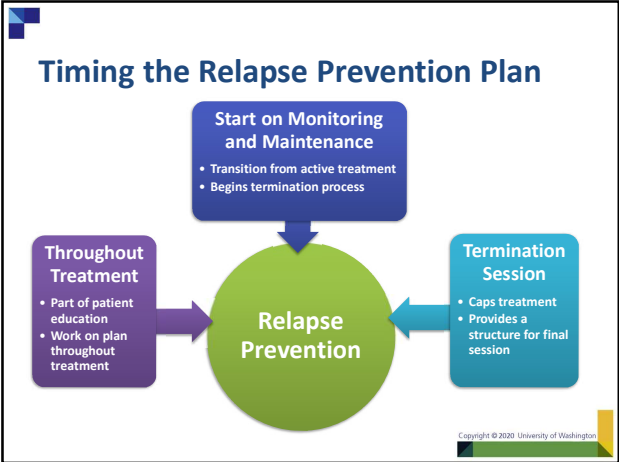 Timing the Relapse Prevention Plan
Start on Monitoring
and Maintenance
• Transition from active treatment
• Begins termination process
Throughout
Treatment
• Part of patient
education
• Work on plan
throughout
treatment
Relapse
Prevention
Termination
Session
• Caps treatment
• Provides a
structure for final
session
Copyright © 2020 University of Washington